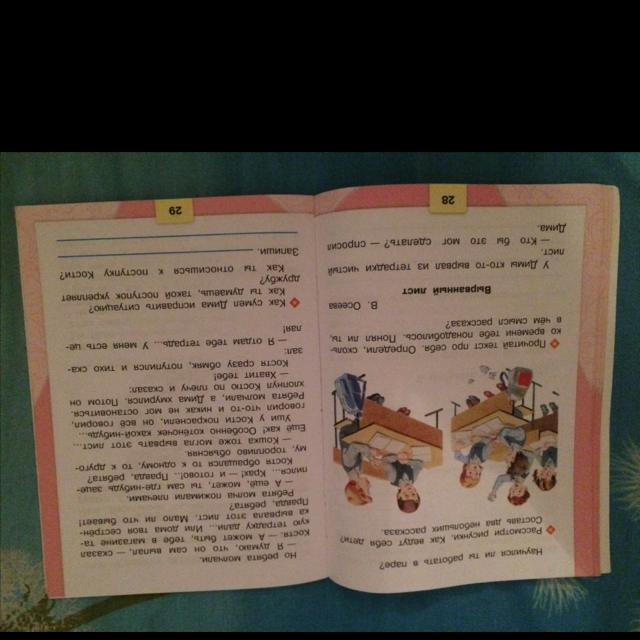 Научился ли ты работать в паре?
Рассмотри рисунки. Как ведут себя дети?
Составь два небольших рассказа.
Прочитай текст про себя. Определи, сколь-
ко времени тебе понадобилось. Понял ли ты,
в чём смысл рассказа?
В. Осеева
Вырванный лист
У Димы кто-то вырвал из тетрадки чистый
лист.
— Кто бы это мог сделать? — спросил
Дима.
28
Но ребята молчали.
— Я думаю, что он сам выпал, — сказал
Костя. — А может быть, тебе в магазине та-
кую тетрадку дали... Или дома твоя сестрён-
ка вырвала этот лист. Мало ли что бывает!
Правда, ребята?
Ребята молча пожимали плечами.
— А ещё, может, ты сам где-нибудь заце-
пился... Крах! — и готово!.. Правда, ребята?
Костя обращался то к одному, то к друго-
му, торопливо объясняя.
— Кошка тоже могла вырвать этот лист...
Ещё как! Особенно котёночек какой-нибудь...
Уши у Кости покраснели, он всё говорил,
говорил что-то и никак не мог остановиться.
Ребята молчали, а Дима хмурился. Потом он
хлопнул Костю по плечу и сказал:
— Хватит тебе!
Костя сразу обмяк, потупился и тихо ска-
зал:
— Я отдам тебе тетрадь... У меня есть це-
лая!
Как сумел Дима исправить ситуацию?
Как ты думаешь, такой поступок укрепляет
дружбу?
Как ты относишься к поступку Кости?
Запиши.
29